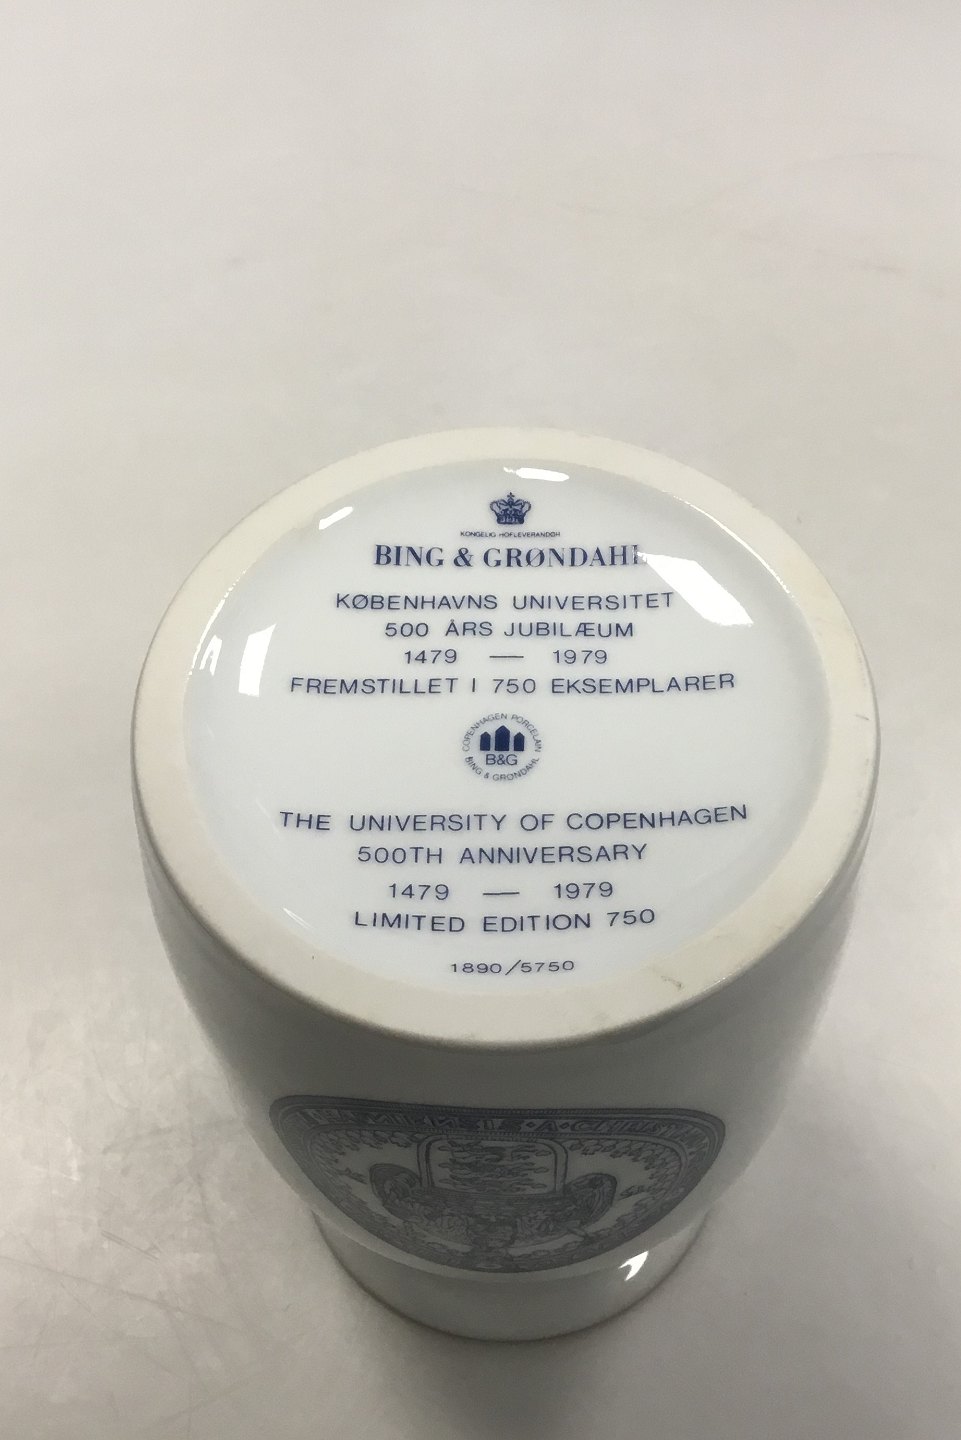 KONGELIG HOFLEVERANDØR
BING & GRØNDAHL
KØBENHAVNS UNIVERSITET
500 ÅRS JUBILÆUM
1479 — 1979
FREMSTILLET I 750 EKSEMPLARER
COPENHAGEN PORCELAIN
B&G
BING & GRØNDAHL
THE UNIVERSITY OF COPENHAGEN
500TH ANNIVERSARY
1479 — 1979
LIMITED EDITION 750
1890/5750